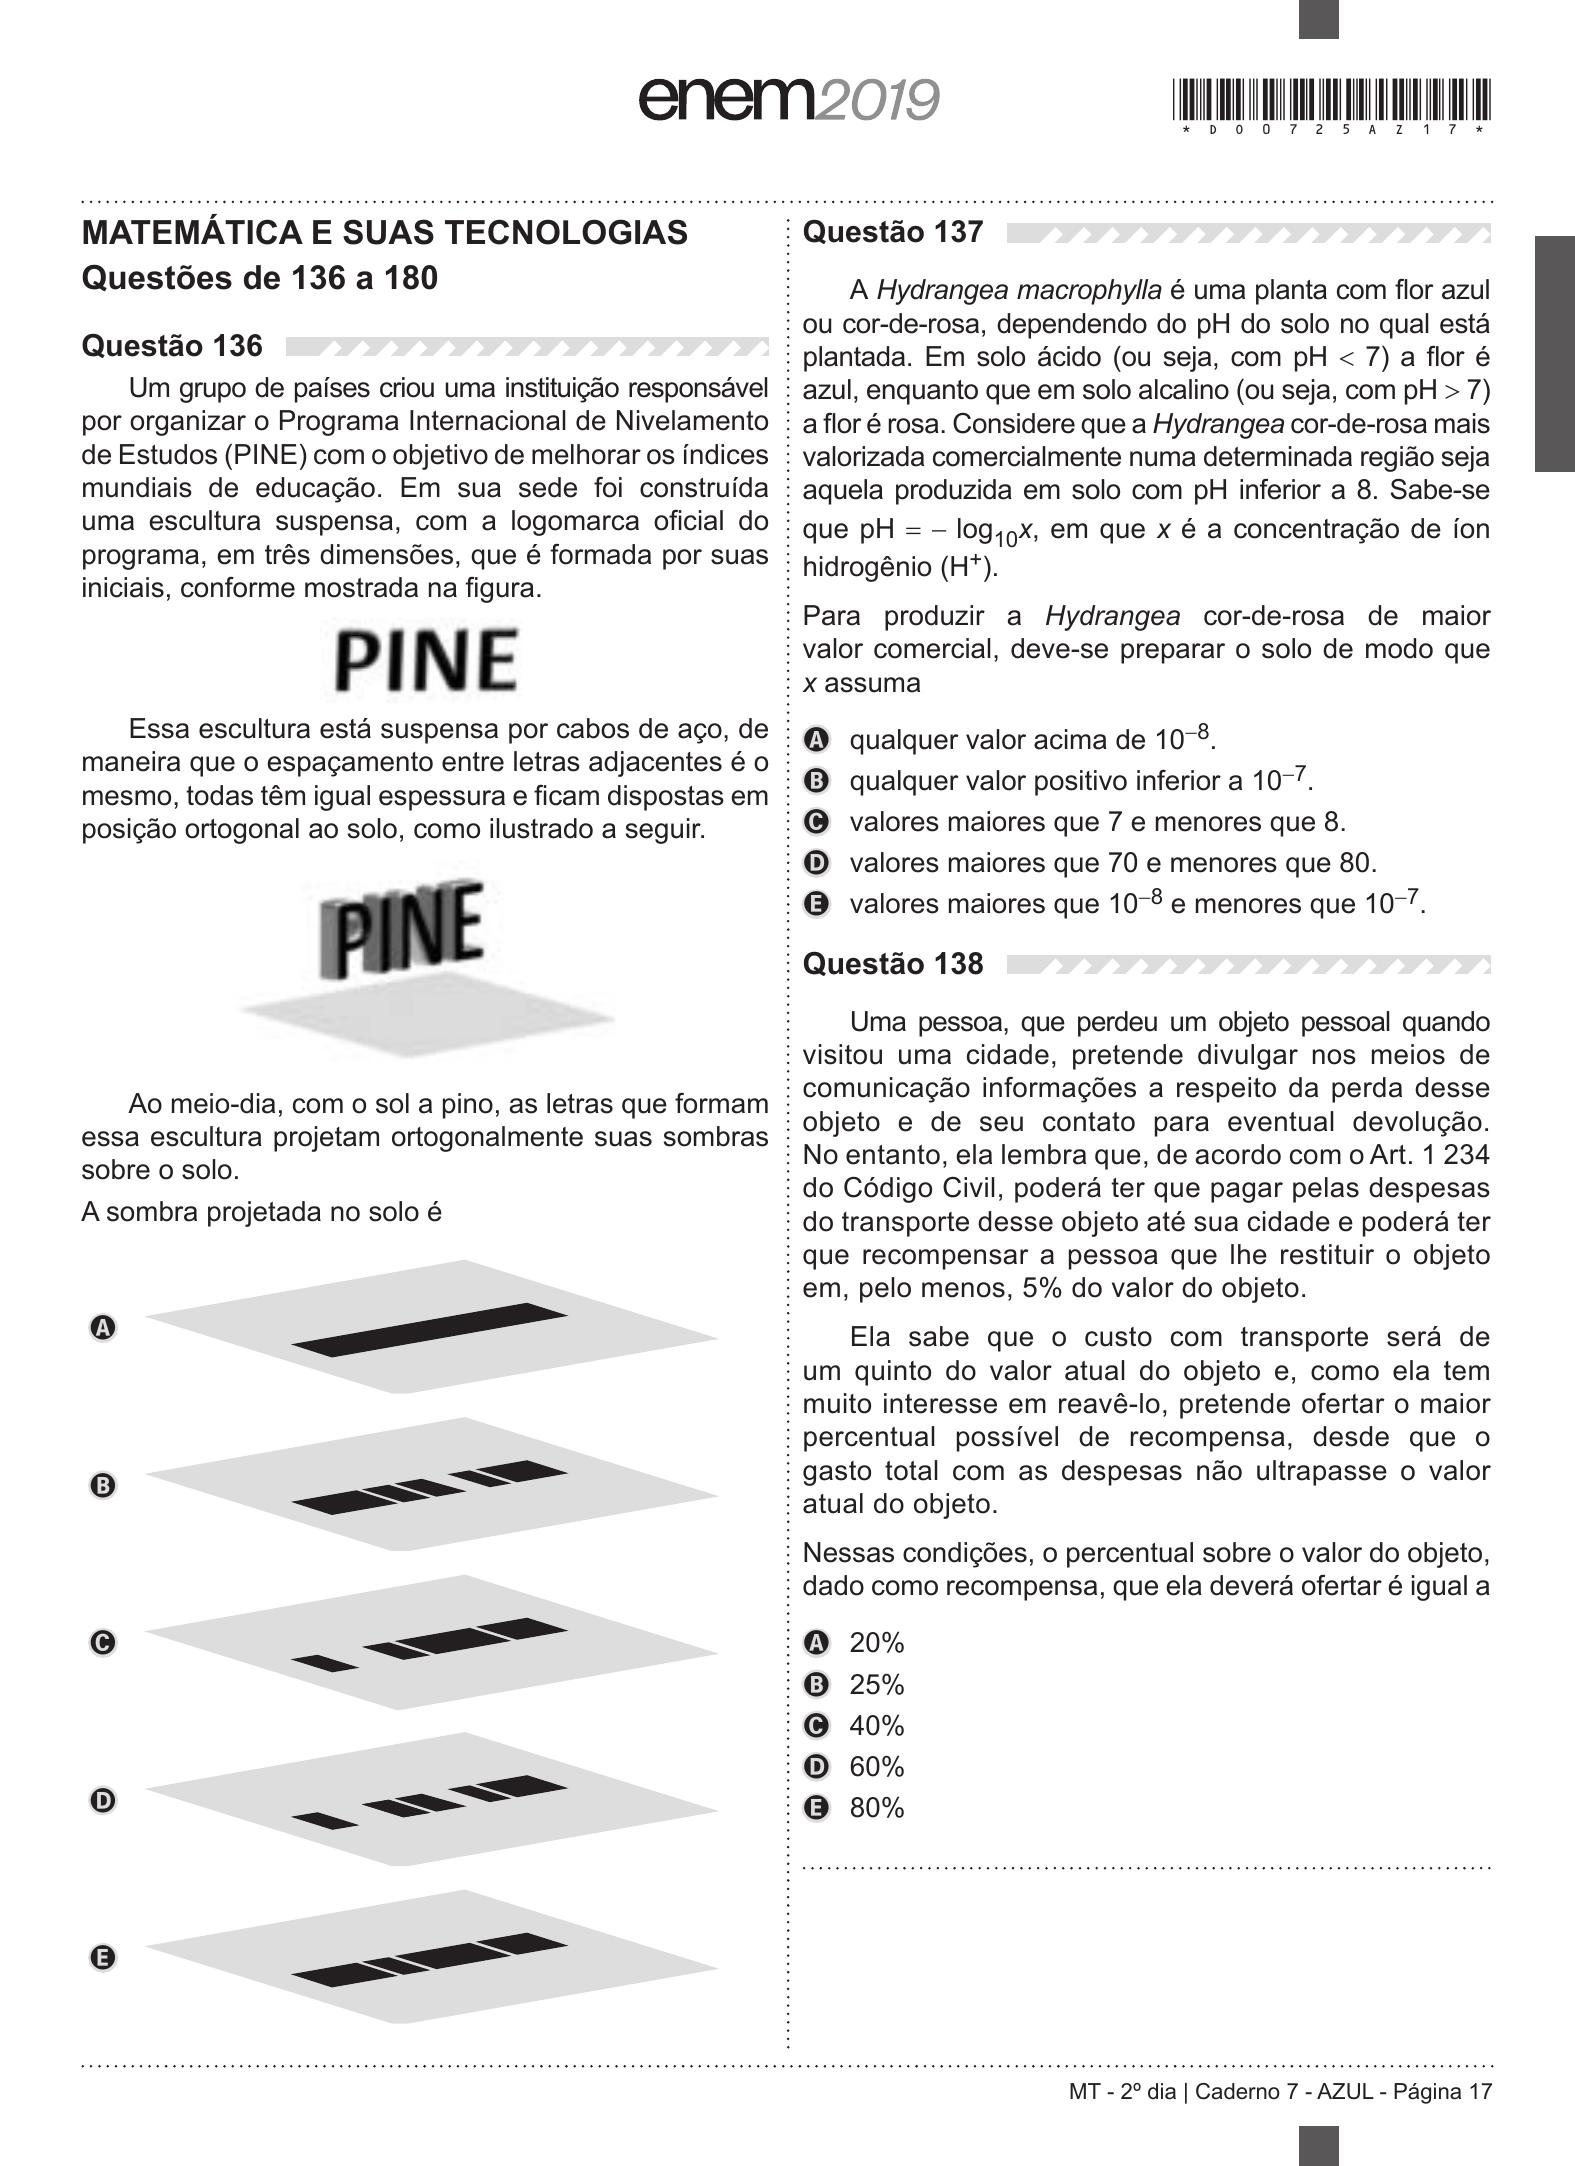 enem2019
*D00725AZ17*
MATEMÁTICA E SUAS TECNOLOGIAS
Questões de 136 a 180
Questão 136
Um grupo de países criou uma instituição responsável
por organizar o Programa Internacional de Nivelamento
de Estudos (PINE) com o objetivo de melhorar os índices
mundiais de educação. Em sua sede foi construída
uma escultura suspensa, com a logomarca oficial do
programa, em três dimensões, que é formada por suas
iniciais, conforme mostrada na figura.
PINE
Essa escultura está suspensa por cabos de aço, de
maneira que o espaçamento entre letras adjacentes é o
mesmo, todas têm igual espessura e ficam dispostas em
posição ortogonal ao solo, como ilustrado a seguir.
PINE
Ao meio-dia, com o sol a pino, as letras que formam
essa escultura projetam ortogonalmente suas sombras
sobre o solo.
A sombra projetada no solo é
A
B
C
D
E
Questão 137
A Hydrangea macrophylla é uma planta com flor azul
ou cor-de-rosa, dependendo do pH do solo no qual está
plantada. Em solo ácido (ou seja, com pH < 7) a flor é
azul, enquanto que em solo alcalino (ou seja, com pH > 7)
a flor é rosa. Considere que a Hydrangea cor-de-rosa mais
valorizada comercialmente numa determinada região seja
aquela produzida em solo com pH inferior a 8. Sabe-se
que pH = − log₁₀x, em que x é a concentração de íon
hidrogênio (H⁺).
Para produzir a Hydrangea cor-de-rosa de maior
valor comercial, deve-se preparar o solo de modo que
x assuma
A qualquer valor acima de 10⁻⁸.
B qualquer valor positivo inferior a 10⁻⁷.
C valores maiores que 7 e menores que 8.
D valores maiores que 70 e menores que 80.
E valores maiores que 10⁻⁸ e menores que 10⁻⁷.
Questão 138
Uma pessoa, que perdeu um objeto pessoal quando
visitou uma cidade, pretende divulgar nos meios de
comunicação informações a respeito da perda desse
objeto e de seu contato para eventual devolução.
No entanto, ela lembra que, de acordo com o Art. 1 234
do Código Civil, poderá ter que pagar pelas despesas
do transporte desse objeto até sua cidade e poderá ter
que recompensar a pessoa que lhe restituir o objeto
em, pelo menos, 5% do valor do objeto.
Ela sabe que o custo com transporte será de
um quinto do valor atual do objeto e, como ela tem
muito interesse em reavê-lo, pretende ofertar o maior
percentual possível de recompensa, desde que o
gasto total com as despesas não ultrapasse o valor
atual do objeto.
Nessas condições, o percentual sobre o valor do objeto,
dado como recompensa, que ela deverá ofertar é igual a
A 20%
B 25%
C 40%
D 60%
E 80%
MT - 2º dia | Caderno 7 - AZUL - Página 17